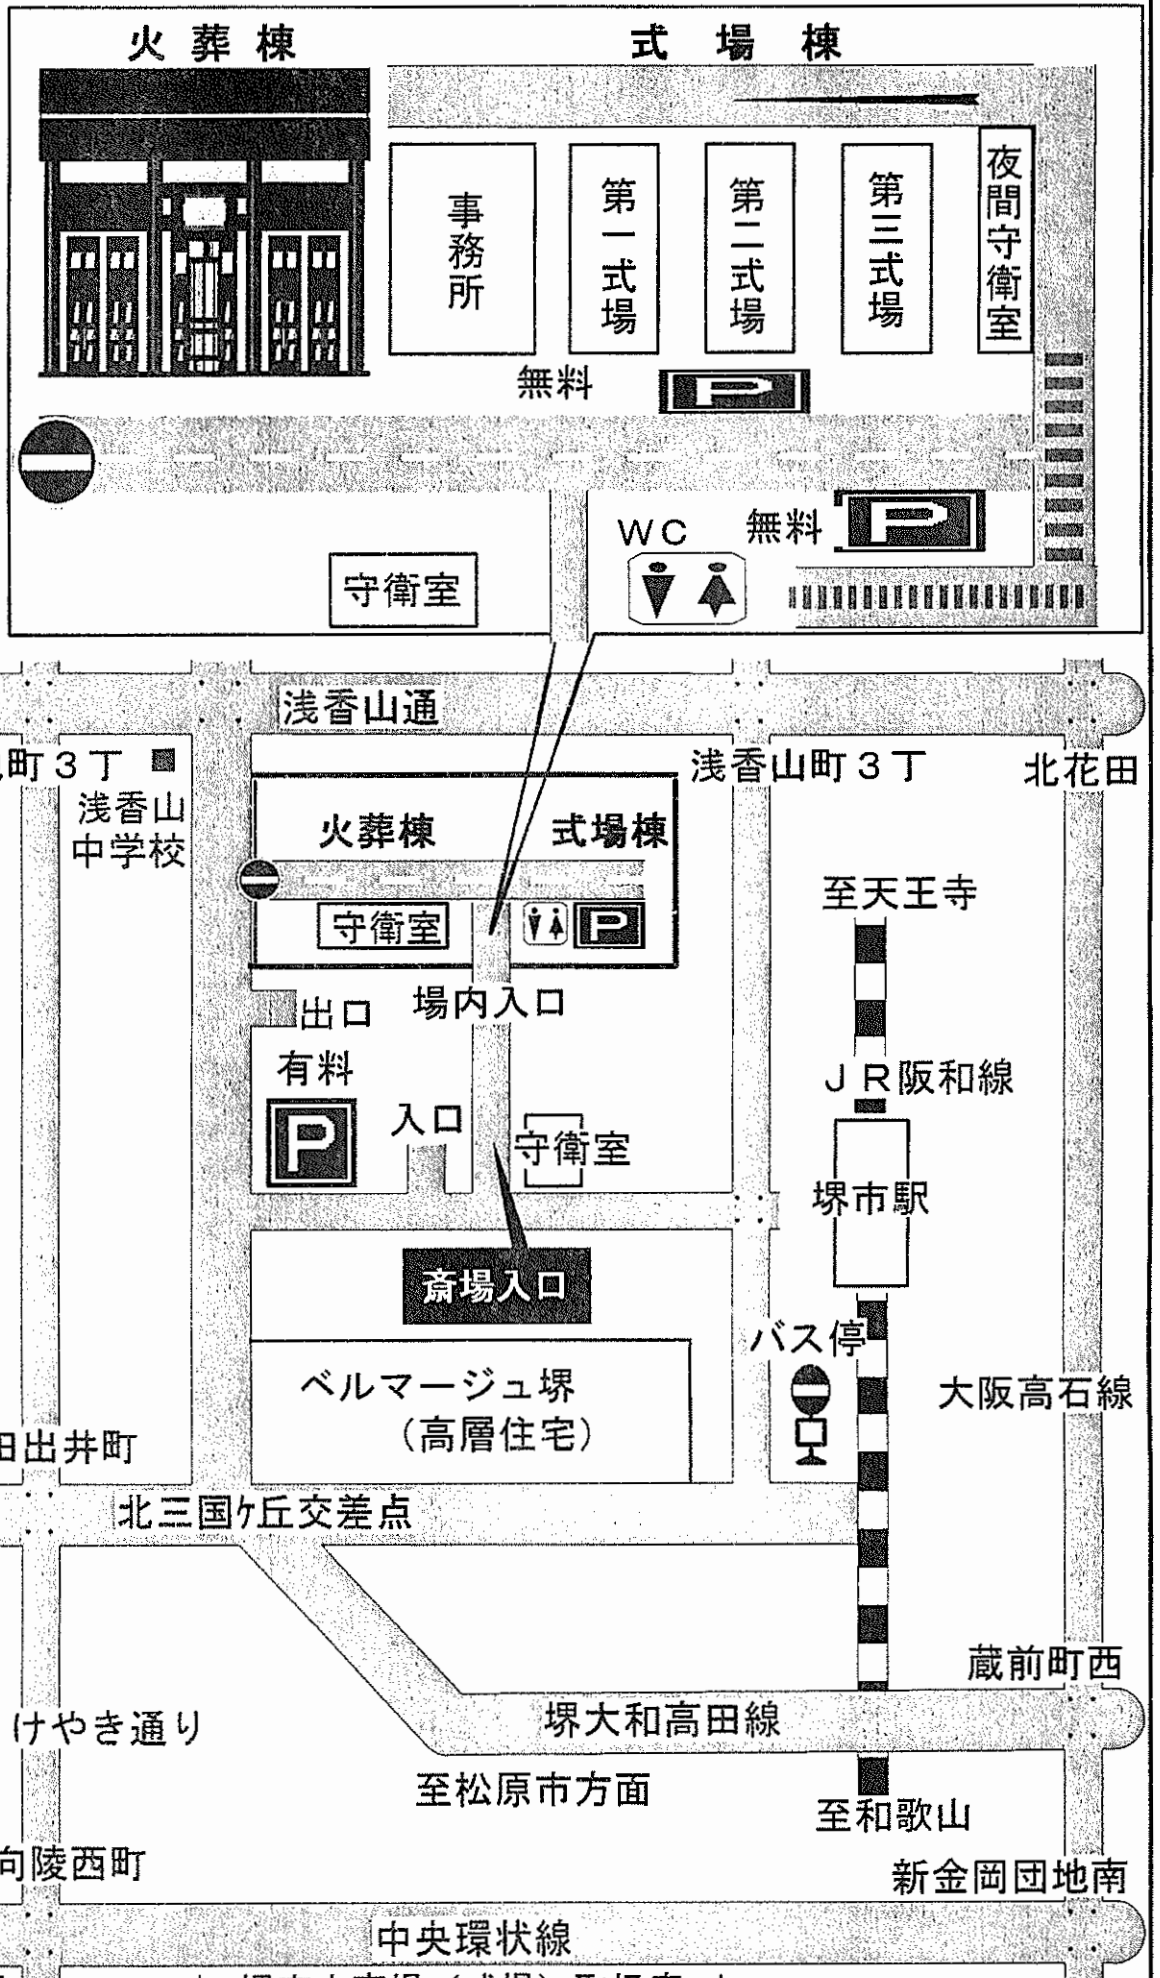 火葬棟
式場棟
事務所
第一式場
第二式場
第三式場
夜間守衛室
無料
P
WC
無料
P
守衛室
浅香山通
町3丁
浅香山町3丁
北花田
浅香山
中学校
火葬棟
式場棟
守衛室
P
至天王寺
出口
場内入口
有料
P
入口
守衛室
JR阪和線
堺市駅
斎場入口
バス停
ベルマージュ堺
(高層住宅)
大阪高石線
田出井町
北三国ケ丘交差点
蔵前町西
けやき通り
堺大和高田線
至松原市方面
至和歌山
向陵西町
新金岡団地南
中央環状線